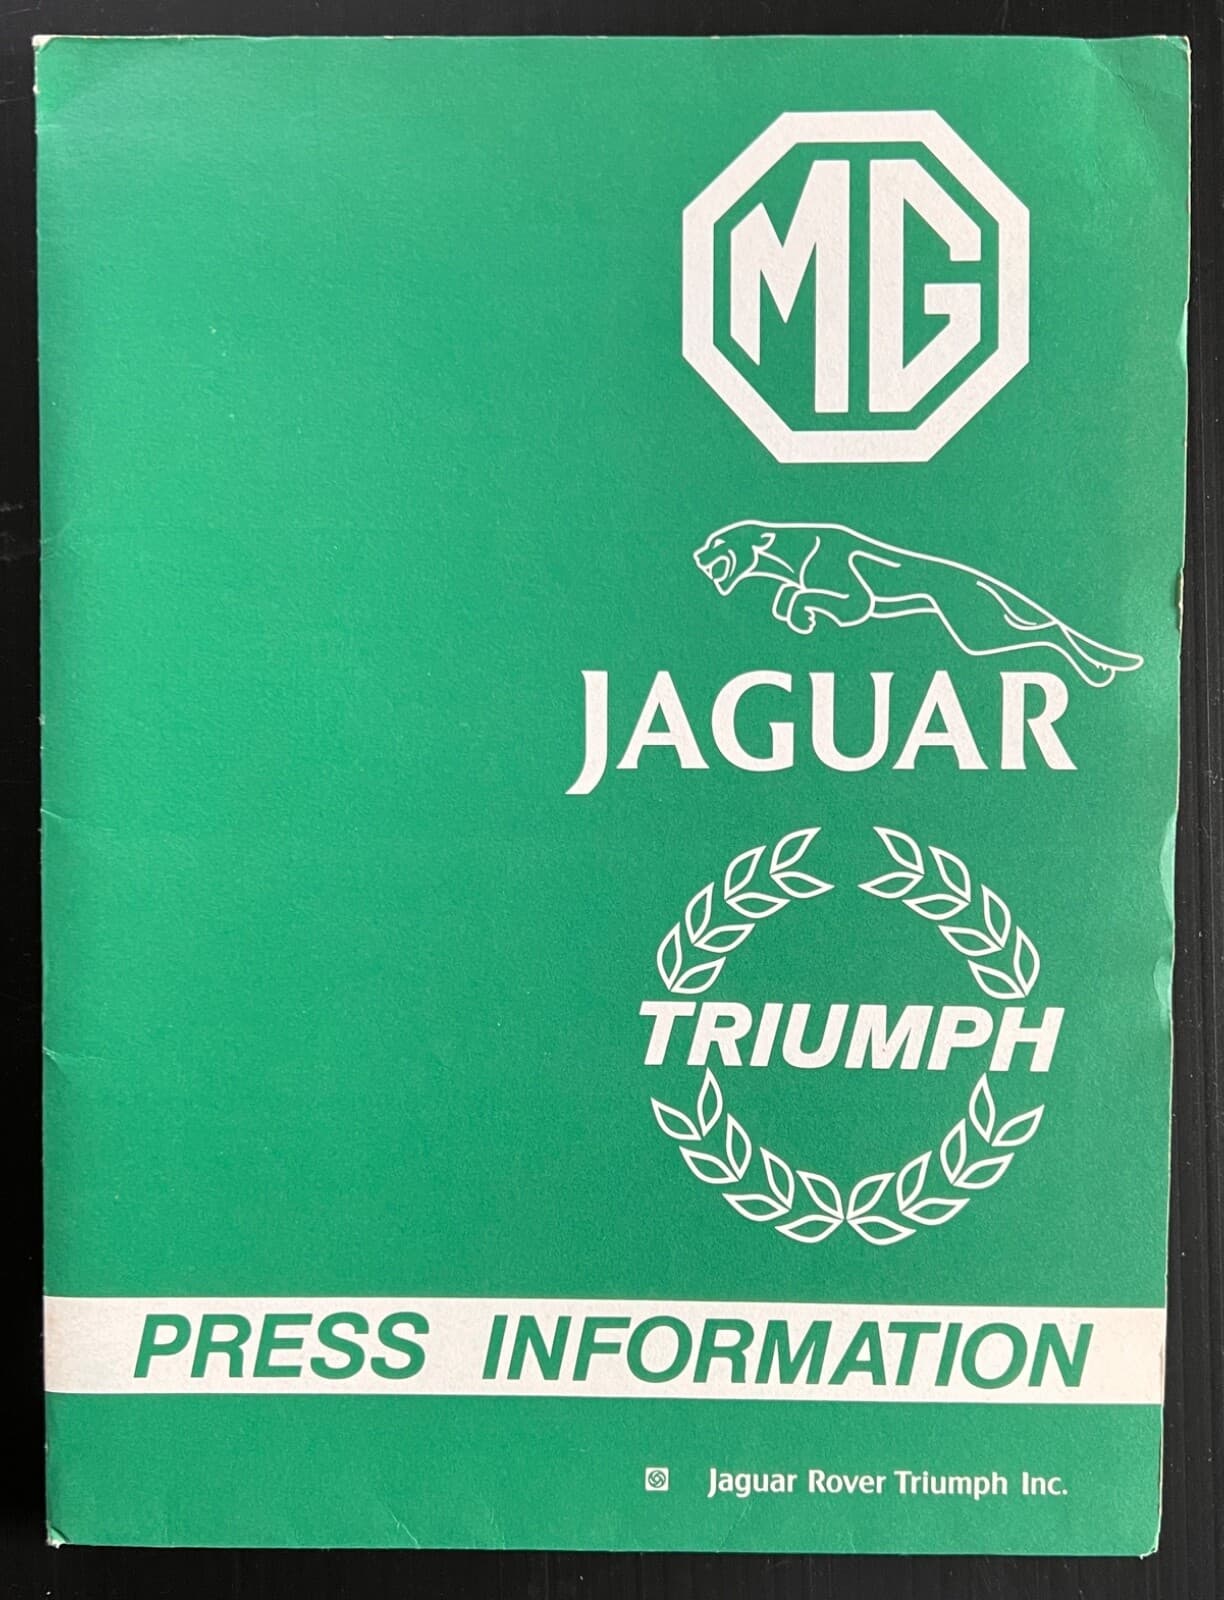 MG
JAGUAR
TRIUMPH
PRESS INFORMATION
Jaguar Rover Triumph Inc.